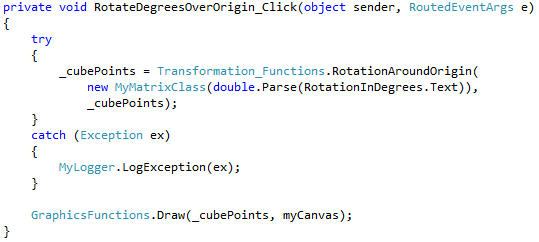 private void RotateDegreesOverOrigin_Click(object sender, RoutedEventArgs e)
{
    try
    {
        _cubePoints = Transformation_Functions.RotationAroundOrigin(
            new MyMatrixClass(double.Parse(RotationInDegrees.Text)),
            _cubePoints);
    }
    catch (Exception ex)
    {
        MyLogger.LogException(ex);
    }

    GraphicsFunctions.Draw(_cubePoints, myCanvas);
}